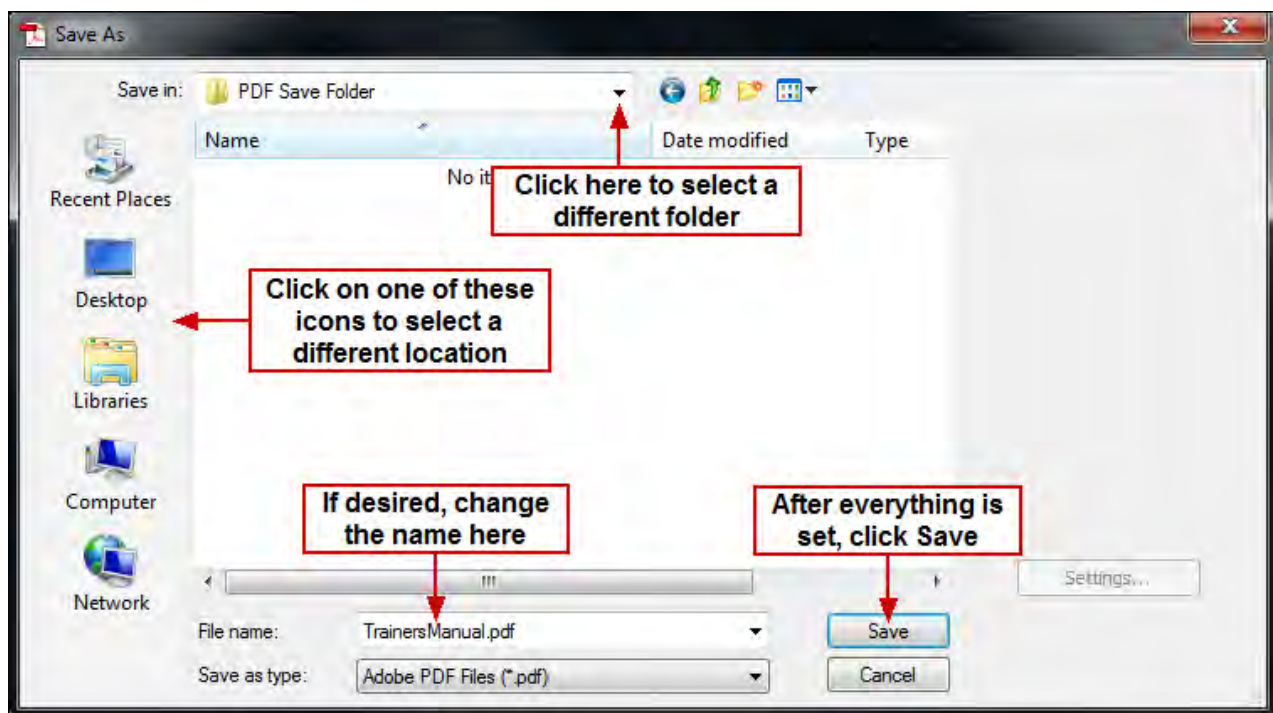 Save As
Save in:
PDF Save Folder
Name
Date modified
Type
No it
Click here to select a
different folder
Recent Places
Desktop
Click on one of these
icons to select a
different location
Libraries
Computer
If desired, change
the name here
After everything is
set, click Save
Network
Settings...
File name:
TrainersManual.pdf
Save
Save as type:
Adobe PDF Files (*.pdf)
Cancel